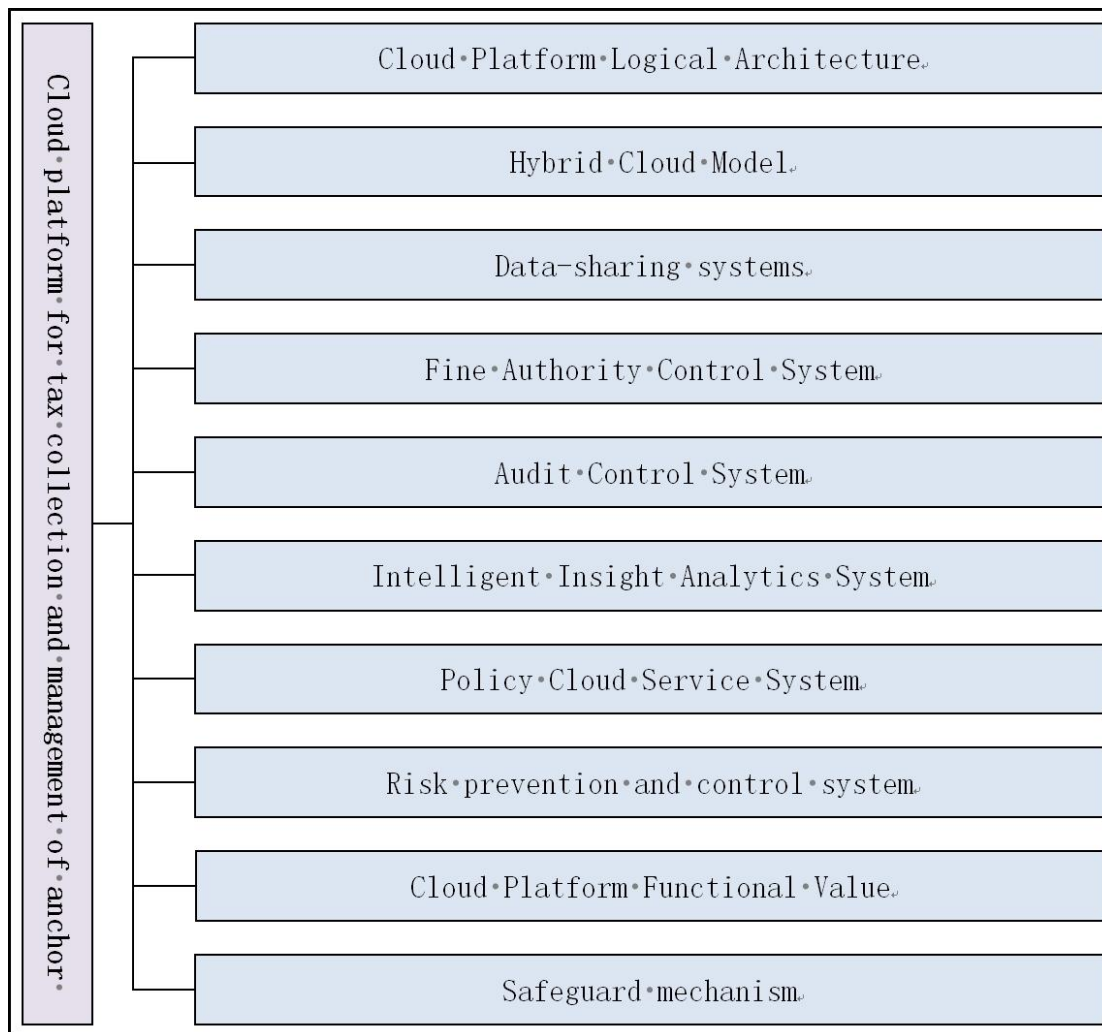 Cloud platform for tax collection and management of anchor
Cloud Platform Logical Architecture
Hybrid Cloud Model
Data-sharing systems
Fine Authority Control System
Audit Control System
Intelligent Insight Analytics System
Policy Cloud Service System
Risk prevention and control system
Cloud Platform Functional Value
Safeguard mechanism